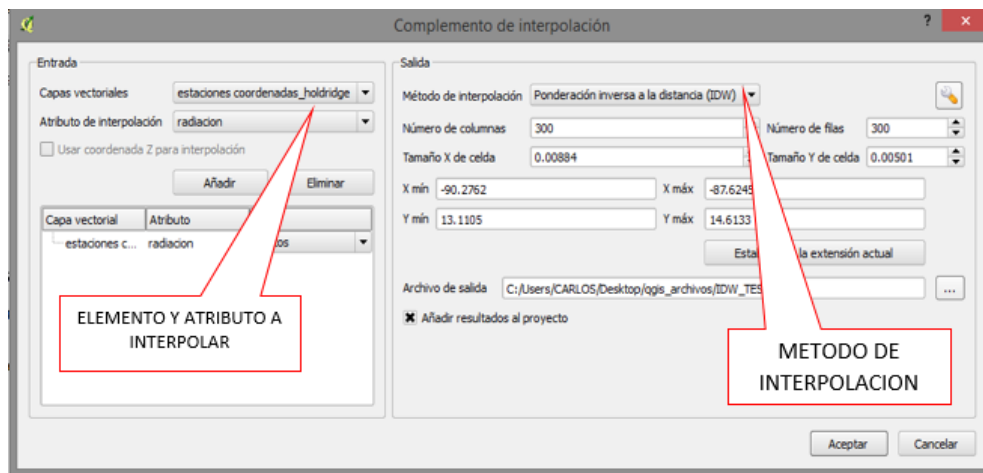 Complemento de interpolación
?
Entrada
Capas vectoriales
estaciones coordenadas_holdridge
Atributo de interpolación
radiacion
Usar coordenada Z para interpolación
Añadir
Eliminar
Capa vectorial Atributo
estaciones c... radiacion
ELEMENTO Y ATRIBUTO A
INTERPOLAR
Salida
Método de interpolación
Ponderación inversa a la distancia (IDW)
Número de columnas
300
Número de filas
300
Tamaño X de celda
0.00884
Tamaño Y de celda
0.00501
X mín
-90.2762
X máx
-87.6245
Y mín
13.1105
Y máx
14.6133
la extensión actual
Archivo de salida
C:/Users/CARLOS/Desktop/qgis_archivos/IDW_TES
...
Añadir resultados al proyecto
METODO DE
INTERPOLACION
Aceptar
Cancelar